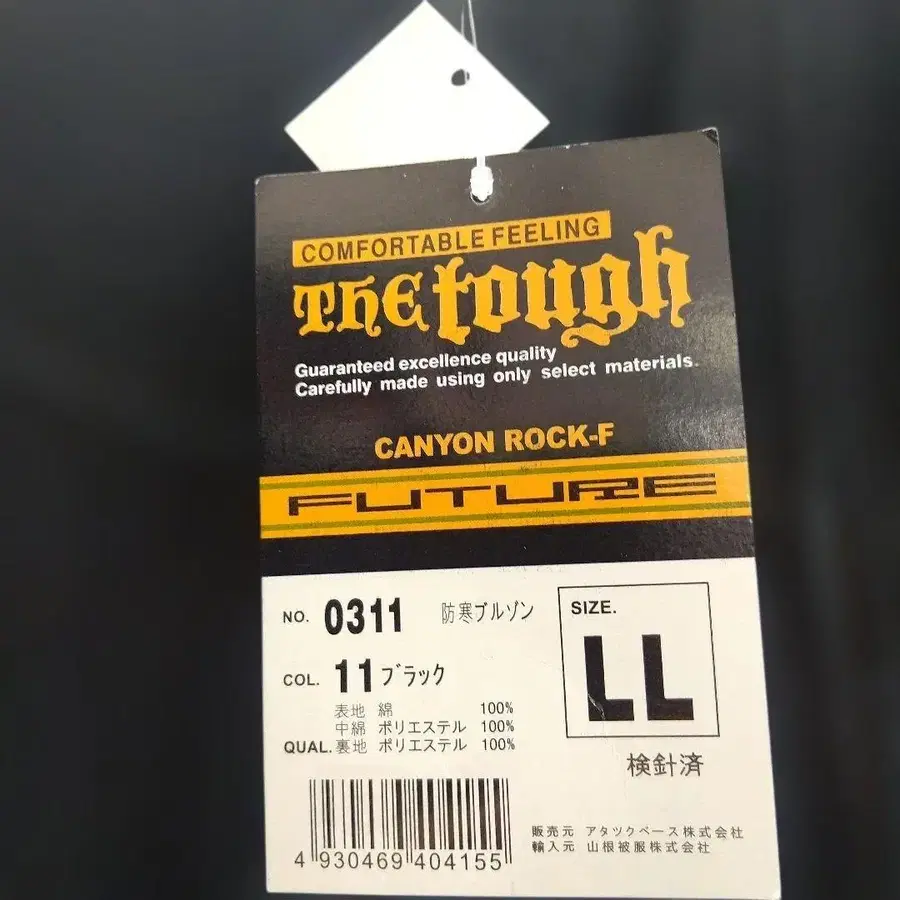 COMFORTABLE FEELING
THE tough
Guaranteed excellence quality
Carefully made using only select materials.
CANYON ROCK-F
FUTURE
NO. 0311 防寒ブルゾン
SIZE.
LL
COL. 11 ブラック
表地 綿 100%
中綿 ポリエステル 100%
QUAL. 裏地 ポリエステル 100%
検針済
4 930469 404155
販売元 アタックベース株式会社
輸入元 山根被服株式会社